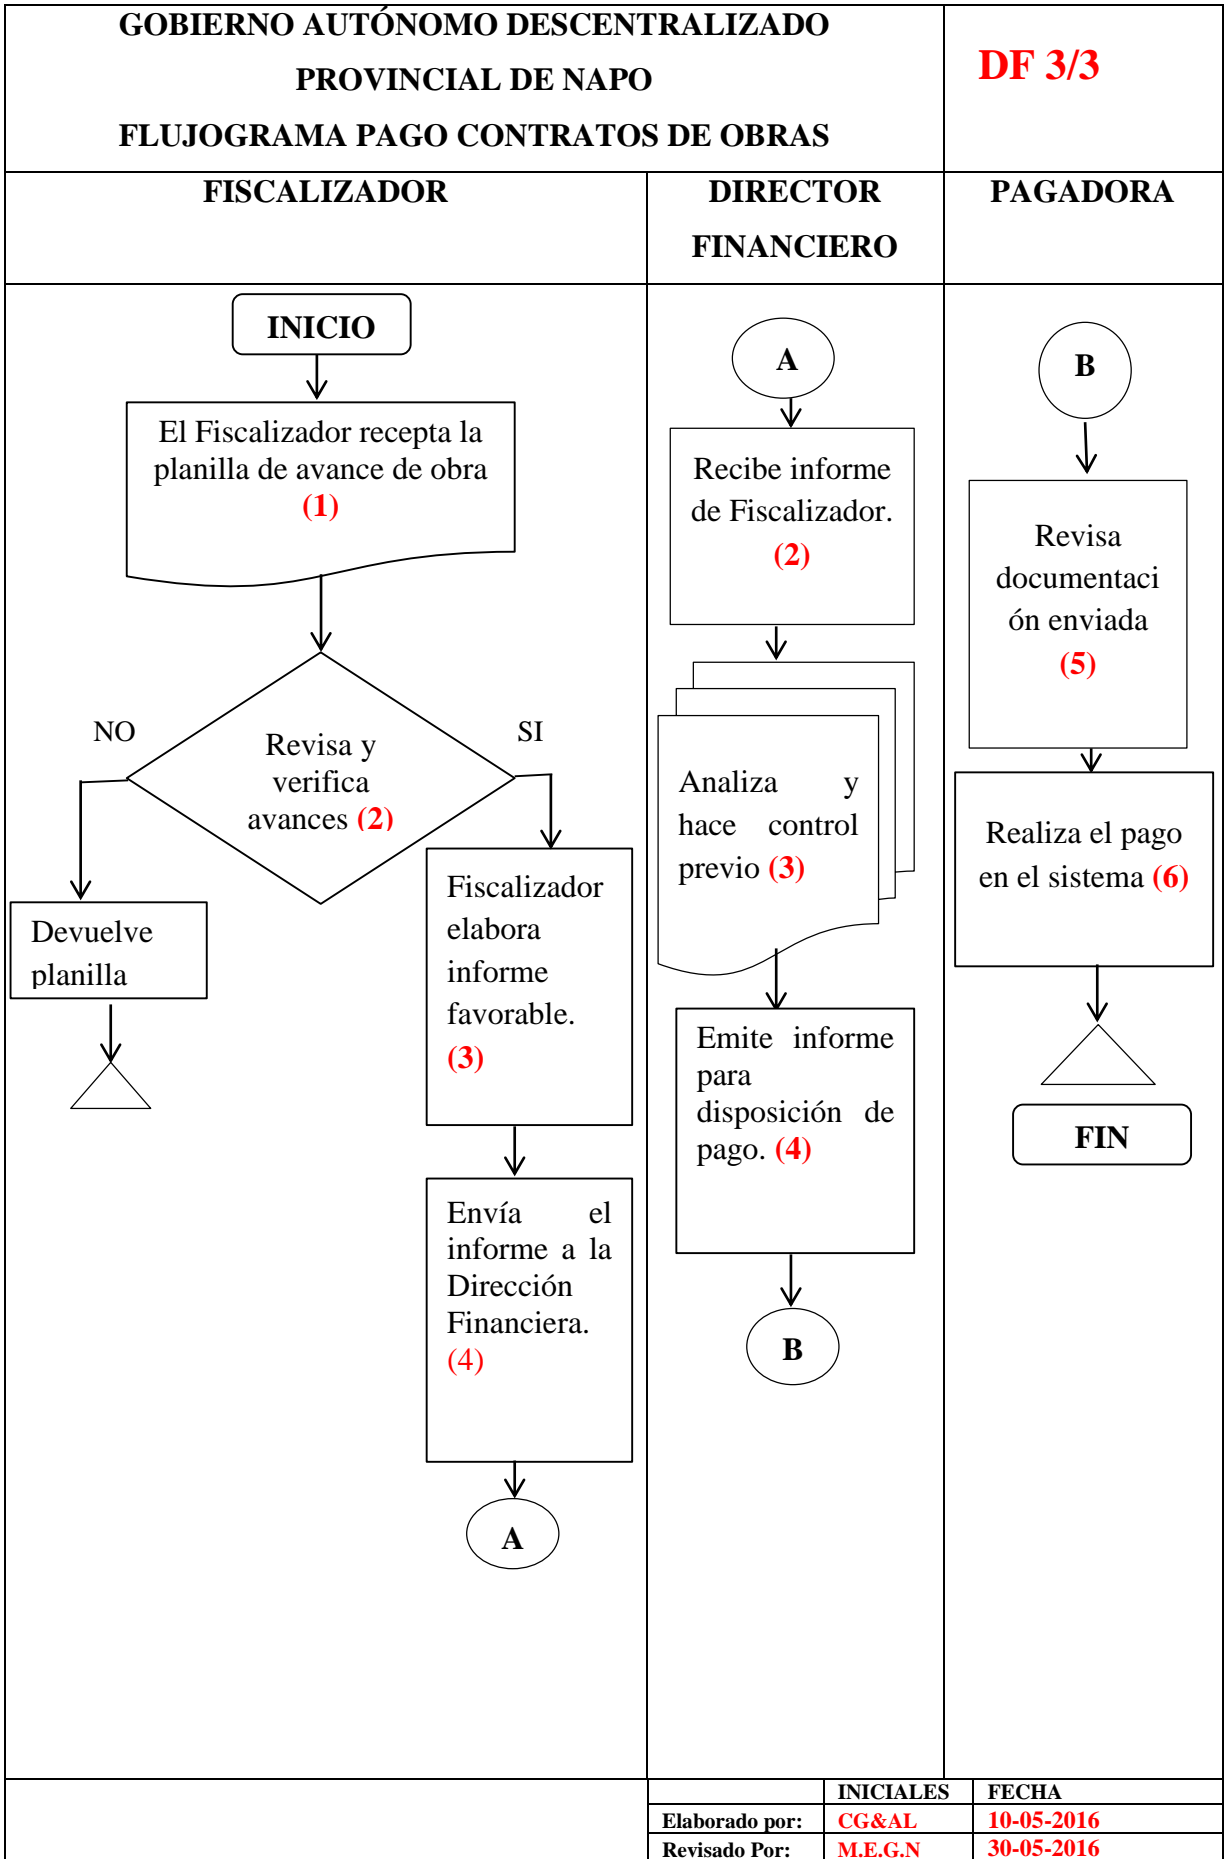 GOBIERNO AUTÓNOMO DESCENTRALIZADO
PROVINCIAL DE NAPO
FLUJOGRAMA PAGO CONTRATOS DE OBRAS
DF 3/3
FISCALIZADOR
DIRECTOR
FINANCIERO
PAGADORA
INICIO
El Fiscalizador recepta la
planilla de avance de obra
(1)
NO
SI
Revisa y
verifica
avances (2)
Devuelve
planilla
Fiscalizador
elabora
informe
favorable.
(3)
Envía el
informe a la
Dirección
Financiera.
(4)
A
A
Recibe informe
de Fiscalizador.
(2)
Analiza y
hace control
previo (3)
Emite informe
para
disposición de
pago. (4)
B
B
Revisa
documentaci
ón enviada
(5)
Realiza el pago
en el sistema (6)
FIN
INICIALES FECHA
Elaborado por: CG&AL 10-05-2016
Revisado Por: M.E.G.N 30-05-2016